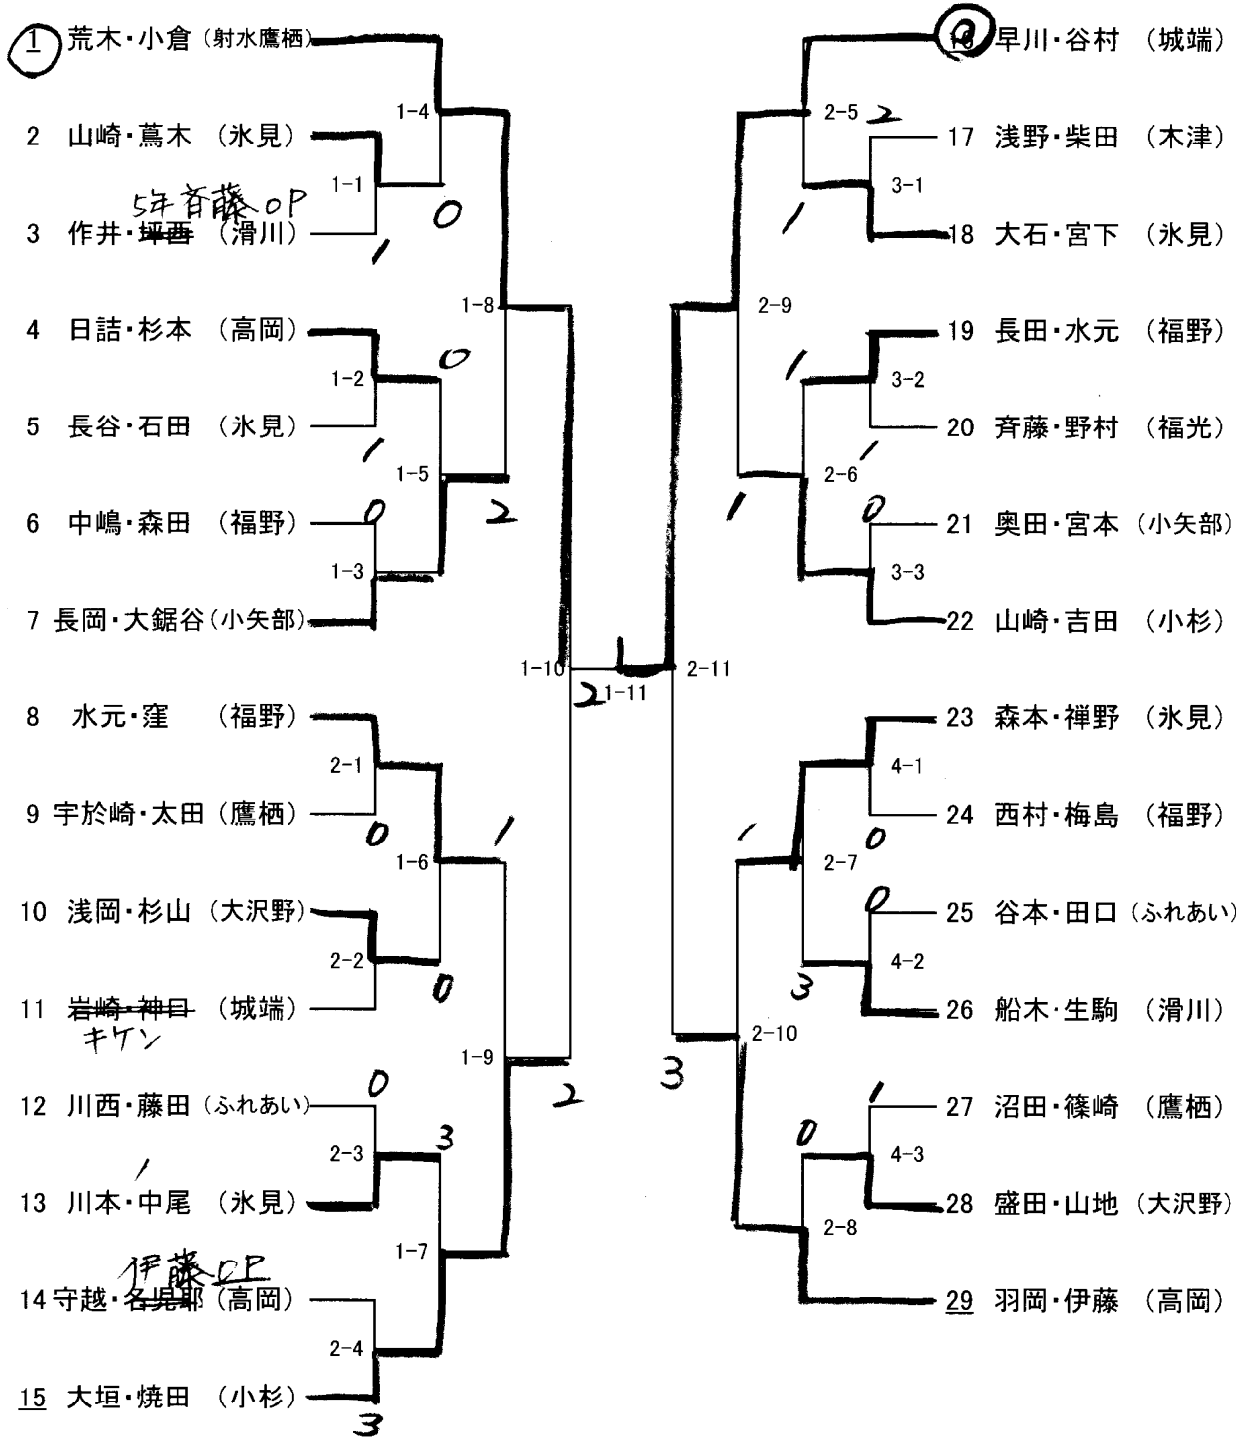 1 荒木・小倉 (射水鷹栖)
1-4
2 山崎・蔦木 (氷見)
1-1
0
5年 斉藤 OP
3 作井・坪西 (滑川)
1
1-8
4 日詰・杉本 (高岡)
0
1-2
5 長谷・石田 (氷見)
1
1-5
2
0
6 中嶋・森田 (福野)
1-3
7 長岡・大鋸谷 (小矢部)
1-10
2
1-11
8 水元・窪 (福野)
2-1
9 宇於崎・太田 (鷹栖)
0
1
1-6
10 浅岡・杉山 (大沢野)
2-2
0
11 岩崎・神口 (城端)
キケン
1-9
2
0
12 川西・藤田 (ふれあい)
3
2-3
1
13 川本・中尾 (氷見)
1-7
伊藤 OP
14 守越・名児耶 (高岡)
2-4
15 大垣・焼田 (小杉)
3
早川・谷村 (城端)
2-5
2
17 浅野・柴田 (木津)
3-1
1
18 大石・宮下 (氷見)
2-9
19 長田・水元 (福野)
1
3-2
20 斉藤・野村 (福光)
1
2-6
1
0
21 奥田・宮本 (小矢部)
3-3
22 山崎・吉田 (小杉)
2-11
23 森本・禅野 (氷見)
4-1
24 西村・梅島 (福野)
0
1
2-7
0
25 谷本・田口 (ふれあい)
4-2
3
26 船木・生駒 (滑川)
2-10
3
1
27 沼田・篠崎 (鷹栖)
0
4-3
28 盛田・山地 (大沢野)
2-8
29 羽岡・伊藤 (高岡)